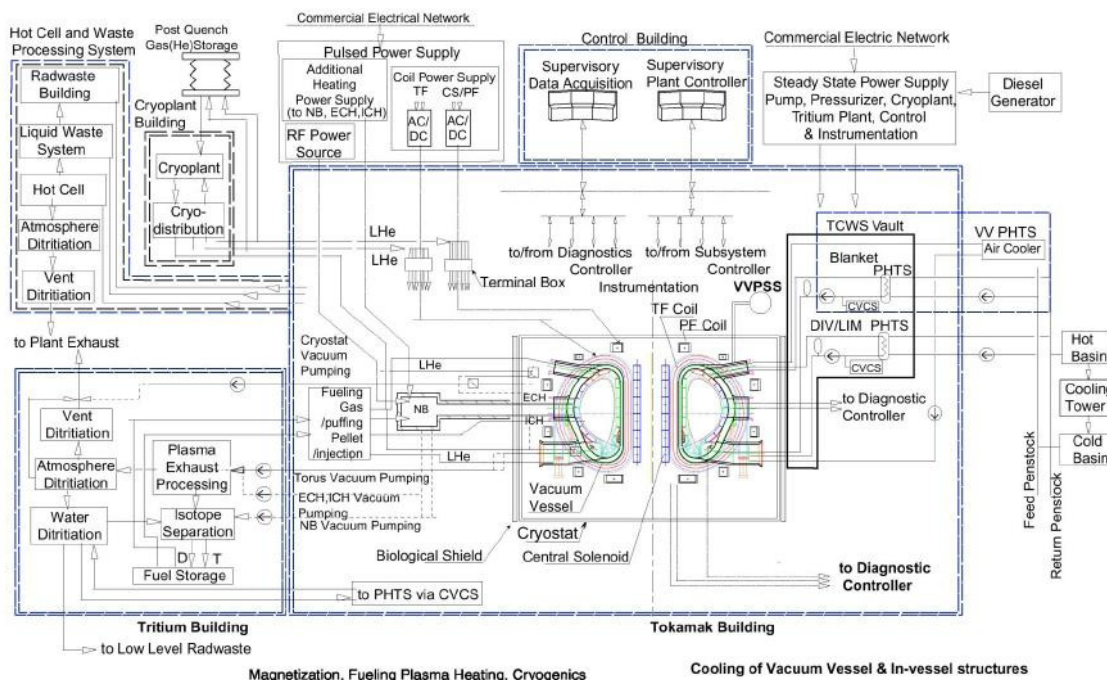 Commercial Electrical Network
Hot Cell and Waste
Processing System
Post Quench
Gas(He)Storage
Radwaste
Building
Liquid Waste
System
Hot Cell
Atmosphere
Ditritiation
Vent
Ditritiation
to Plant Exhaust
Cryoplant
Building
Cryoplant
Cryo-
distribution
Pulsed Power Supply
Additional
Heating
Power Supply
(to NB, ECH,ICH)
RF Power
Source
Coil Power Supply
TF
CS/PF
AC/
DC
AC/
DC
Control Building
Supervisory
Data Acquisition
Supervisory
Plant Controller
Commercial Electric Network
Steady State Power Supply
Pump, Pressurizer, Cryoplant,
Tritium Plant, Control
& Instrumentation
Diesel
Generator
LHe
LHe
Terminal Box
to/from Diagnostics
Controller
to/from Subsystem
Controller
Instrumentation
VVPSS
TF Coil
PF Coil
TCWS Vault
Blanket
PHTS
CVCS
DIV/LIM PHTS
CVCS
VV PHTS
Air Cooler
Hot
Basin
Cooling
Tower
Cold
Basin
Feed Penstock
Return Penstock
to Diagnostic
Controller
Cryostat
Vacuum
Pumping
LHe
Fueling
Gas
/puffing
Pellet
/injection
NB
ECH
ICH
LHe
Torus Vacuum Pumping
ECH,ICH Vacuum
Pumping
NB Vacuum Pumping
Vacuum
Vessel
Cryostat
Biological Shield
Central Solenoid
to Diagnostic
Controller
Vent
Ditritiation
Atmosphere
Ditritiation
Water
Ditritiation
Plasma
Exhaust
Processing
Isotope
Separation
D
T
Fuel Storage
to PHTS via CVCS
Tritium Building
Tokamak Building
to Low Level Radwaste
Magnetization, Fueling Plasma Heating, Cryogenics
Cooling of Vacuum Vessel & In-vessel structures